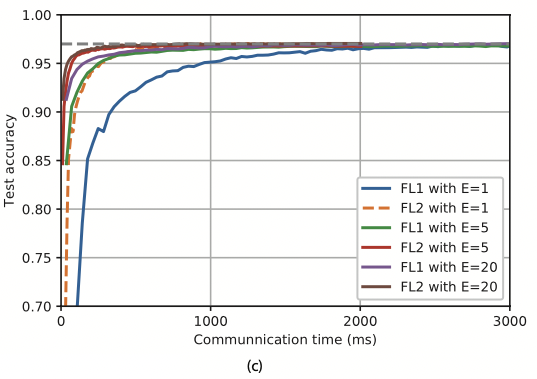 1.00
0.95
0.90
0.85
0.80
0.75
0.70
Test accuracy
FL1 with E=1
FL2 with E=1
FL1 with E=5
FL2 with E=5
FL1 with E=20
FL2 with E=20
0
1000
2000
3000
Communnication time (ms)
(c)